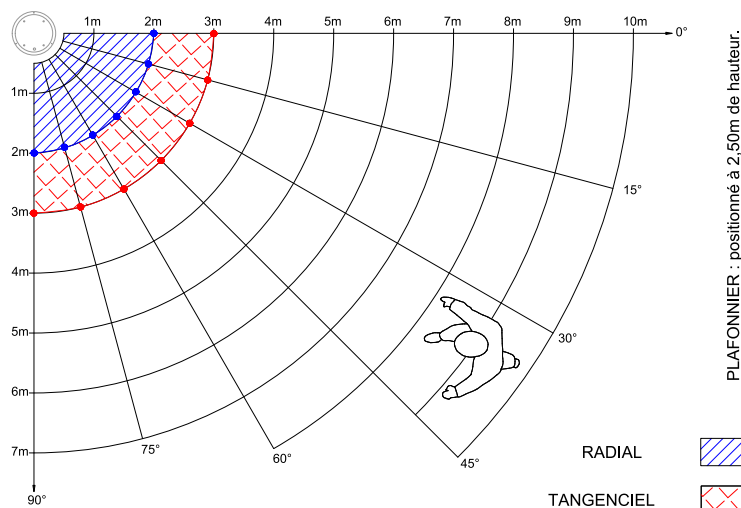 1m 2m 3m 4m 5m 6m 7m 8m 9m 10m 0°
1m
2m
3m
4m
5m
6m
7m
90°
75°
60°
45°
30°
15°
PLAFONNIER : positionné à 2,50m de hauteur.
RADIAL
TANGENCIEL